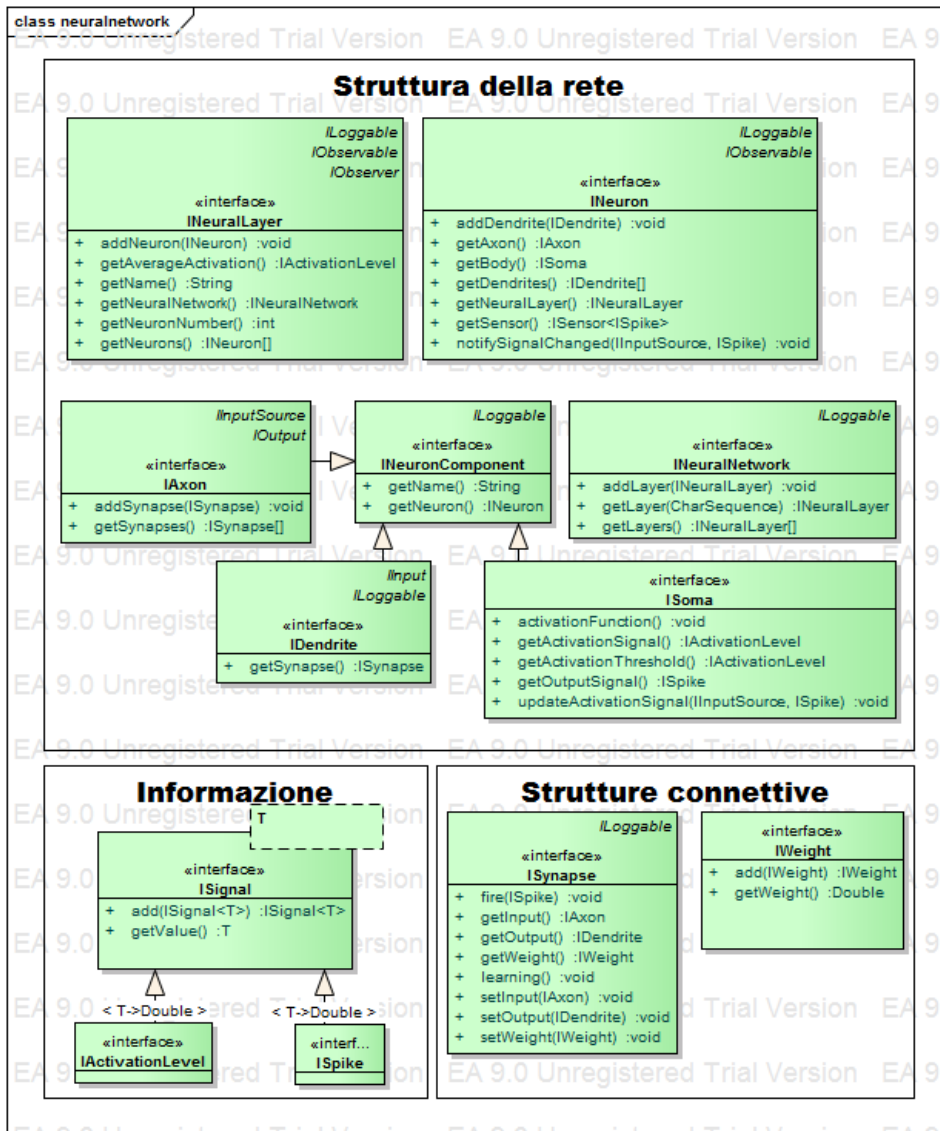 class neuralnetwork
EA 9.0 Unregistered Trial Version EA 9.0 Unregistered Trial Version EA 9
Struttura della rete
ILoggable
IObservable
IObserver
«interface»
INeuralLayer
+ addNeuron(INeuron) :void
+ getAverageActivation() :IActivationLevel
+ getName() :String
+ getNeuralNetwork() :INeuralNetwork
+ getNeuronNumber() :int
+ getNeurons() :INeuron[]
ILoggable
IObservable
«interface»
INeuron
+ addDendrite(IDendrite) :void
+ getAxon() :IAxon
+ getBody() :ISoma
+ getDendrites() :IDendrite[]
+ getNeuralLayer() :INeuralLayer
+ getSensor() :ISensor<ISpike>
+ notifySignalChanged(IInputSource, ISpike) :void
IInputSource
IOutput
«interface»
IAxon
+ addSynapse(ISynapse) :void
+ getSynapses() :ISynapse[]
ILoggable
«interface»
INeuronComponent
+ getName() :String
+ getNeuron() :INeuron
ILoggable
«interface»
INeuralNetwork
+ addLayer(INeuralLayer) :void
+ getLayer(CharSequence) :INeuralLayer
+ getLayers() :INeuralLayer[]
IInput
ILoggable
«interface»
IDendrite
+ getSynapse() :ISynapse
«interface»
ISoma
+ activationFunction() :void
+ getActivationSignal() :IActivationLevel
+ getActivationThreshold() :IActivationLevel
+ getOutputSignal() :ISpike
+ updateActivationSignal(IInputSource, ISpike) :void
Informazione
T
«interface»
ISignal
+ add(ISignal<T>) :ISignal<T>
+ getValue() :T
< T->Double >
< T->Double >
«interface»
IActivationLevel
«interf...
ISpike
Strutture connettive
ILoggable
«interface»
ISynapse
+ fire(ISpike) :void
+ getInput() :IAxon
+ getOutput() :IDendrite
+ getWeight() :IWeight
+ learning() :void
+ setInput(IAxon) :void
+ setOutput(IDendrite) :void
+ setWeight(IWeight) :void
«interface»
IWeight
+ add(IWeight) :IWeight
+ getWeight() :Double